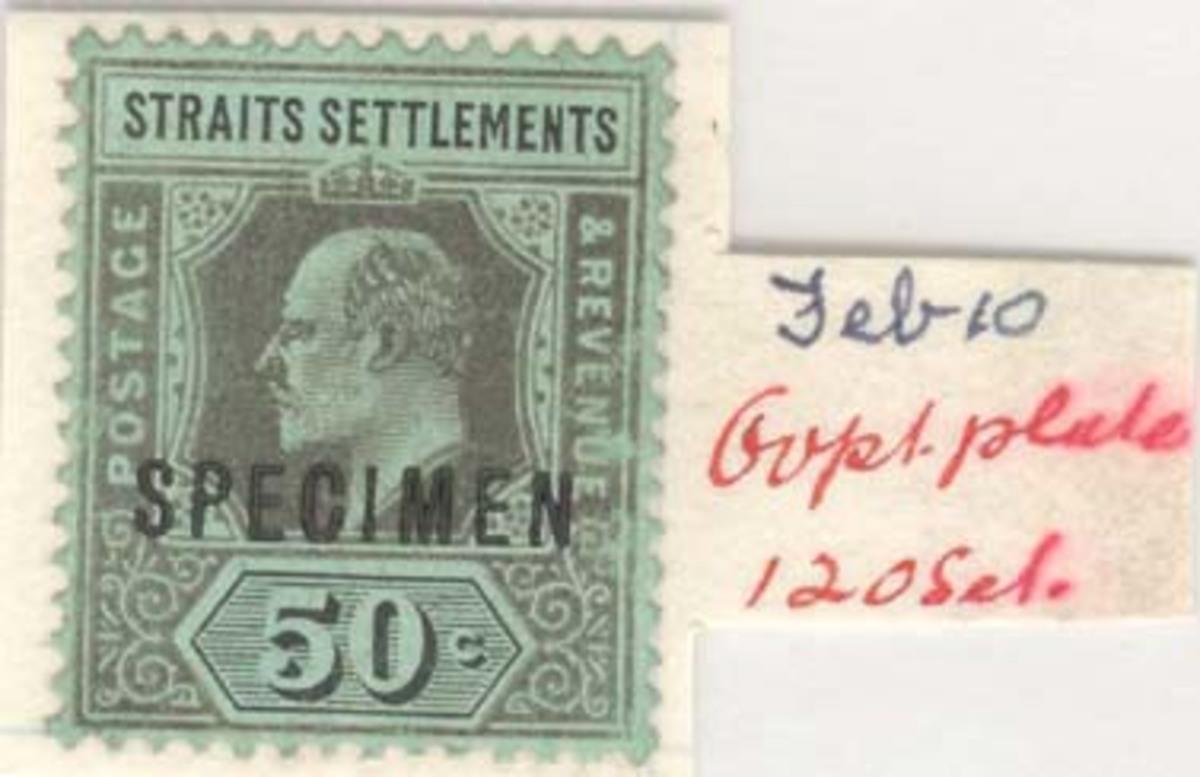 STRAITS SETTLEMENTS
POSTAGE
& REVENUE
SPECIMEN
50c
Feb 10
Ovpt. plate
120 Set.